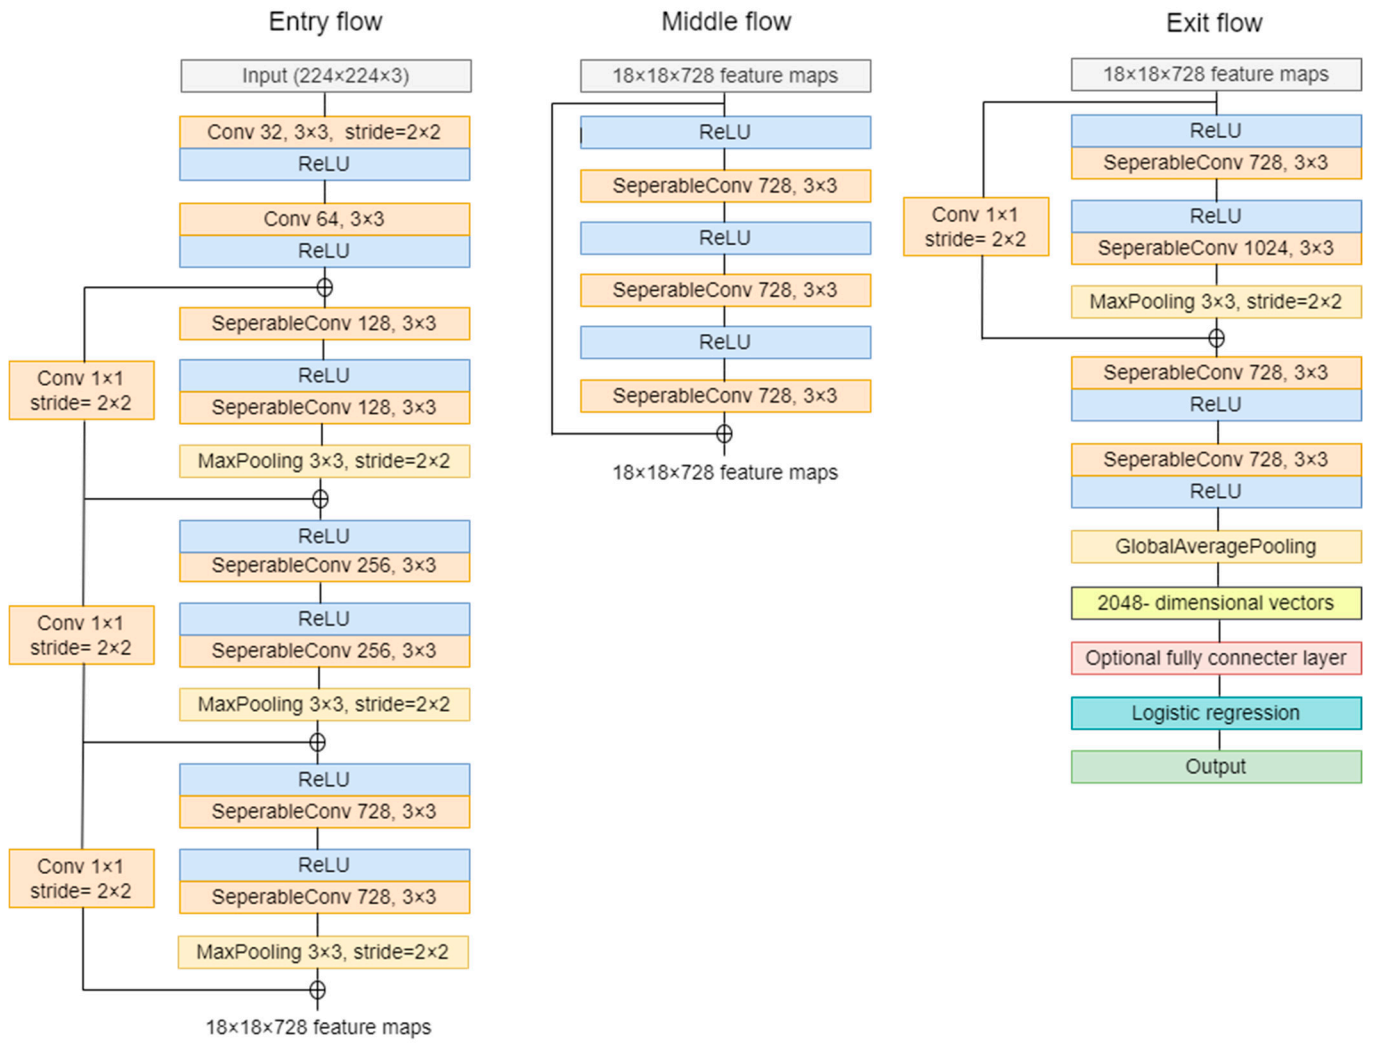 Entry flow
Input (224×224×3)
Conv 32, 3×3, stride=2×2
ReLU
Conv 64, 3×3
ReLU
SeperableConv 128, 3×3
Conv 1×1
stride= 2×2
ReLU
SeperableConv 128, 3×3
MaxPooling 3×3, stride=2×2
ReLU
SeperableConv 256, 3×3
Conv 1×1
stride= 2×2
ReLU
SeperableConv 256, 3×3
MaxPooling 3×3, stride=2×2
ReLU
SeperableConv 728, 3×3
Conv 1×1
stride= 2×2
ReLU
SeperableConv 728, 3×3
MaxPooling 3×3, stride=2×2
18×18×728 feature maps
Middle flow
18×18×728 feature maps
ReLU
SeperableConv 728, 3×3
ReLU
SeperableConv 728, 3×3
ReLU
SeperableConv 728, 3×3
18×18×728 feature maps
Exit flow
18×18×728 feature maps
ReLU
SeperableConv 728, 3×3
Conv 1×1
stride= 2×2
ReLU
SeperableConv 1024, 3×3
MaxPooling 3×3, stride=2×2
SeperableConv 728, 3×3
ReLU
SeperableConv 728, 3×3
ReLU
GlobalAveragePooling
2048- dimensional vectors
Optional fully connecter layer
Logistic regression
Output